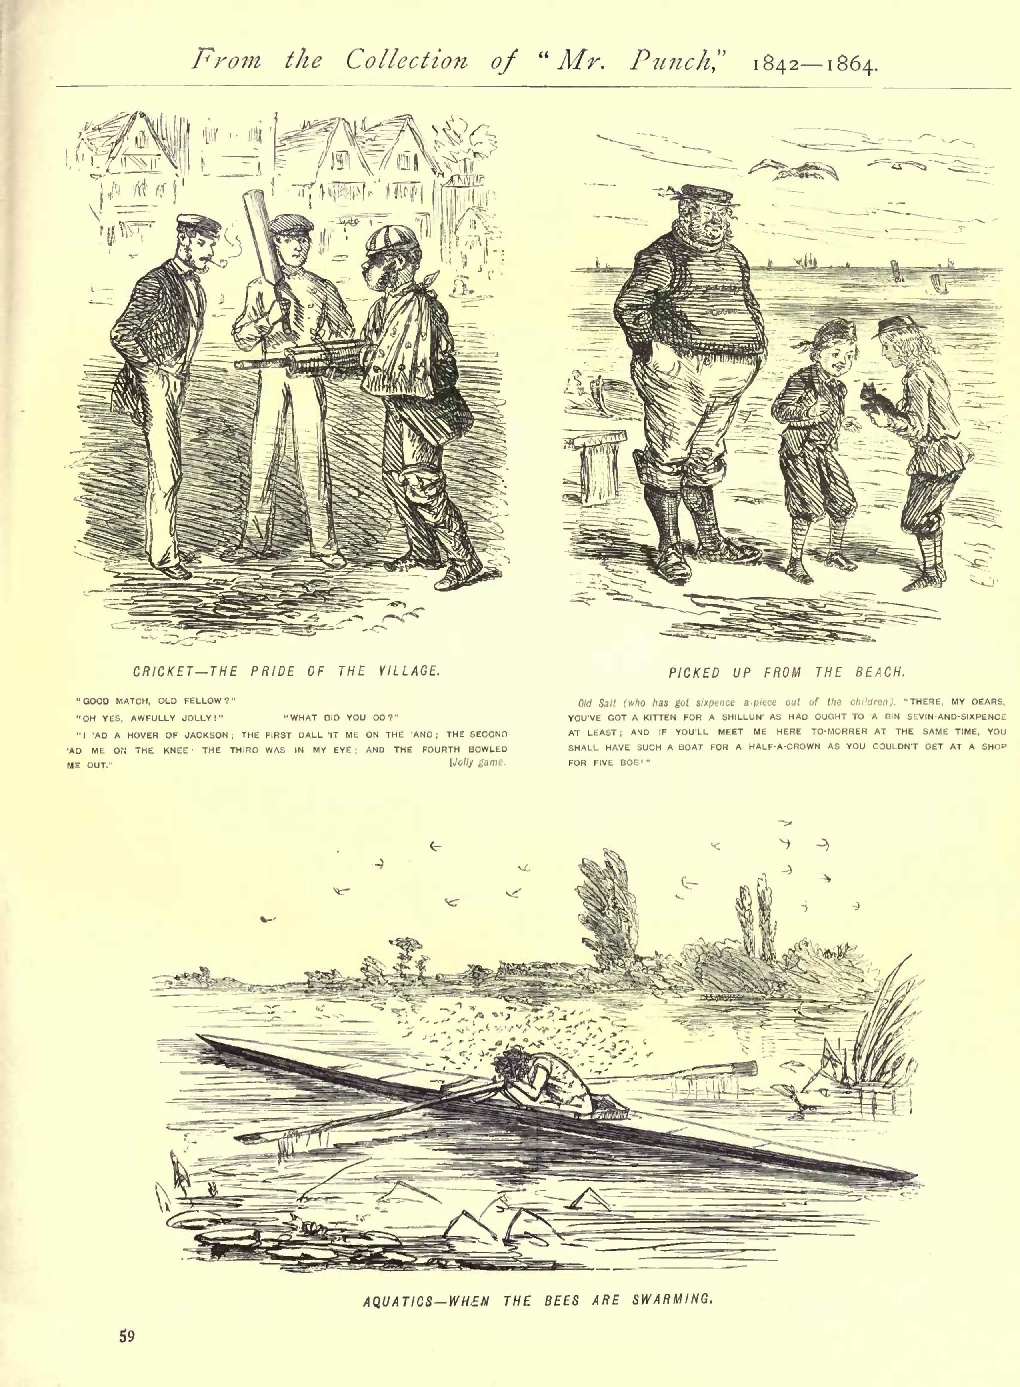 From the Collection of "Mr. Punch," 1842—1864.
CRICKET—THE PRIDE OF THE VILLAGE.
"GOOD MATCH, OLD FELLOW?"
"OH YES, AWFULLY JOLLY!" "WHAT DID YOU DO?"
"I 'AD A HOVER OF JACKSON; THE FIRST BALL 'IT ME ON THE 'AND; THE SECOND
'AD ME ON THE KNEE; THE THIRD WAS IN MY EYE; AND THE FOURTH BOWLED
ME OUT." [Jolly game.
PICKED UP FROM THE BEACH.
Old Salt (who has got sixpence a-piece out of the children). "THERE, MY DEARS,
YOU'VE GOT A KITTEN FOR A SHILLUN' AS HAD OUGHT TO 'A BIN SEVIN-AND-SIXPENCE
AT LEAST; AND IF YOU'LL MEET ME HERE TO-MORRER AT THE SAME TIME, YOU
SHALL HAVE SUCH A BOAT FOR A HALF-A-CROWN AS YOU COULDN'T GET AT A SHOP
FOR FIVE BOB!"
AQUATICS—WHEN THE BEES ARE SWARMING.
59